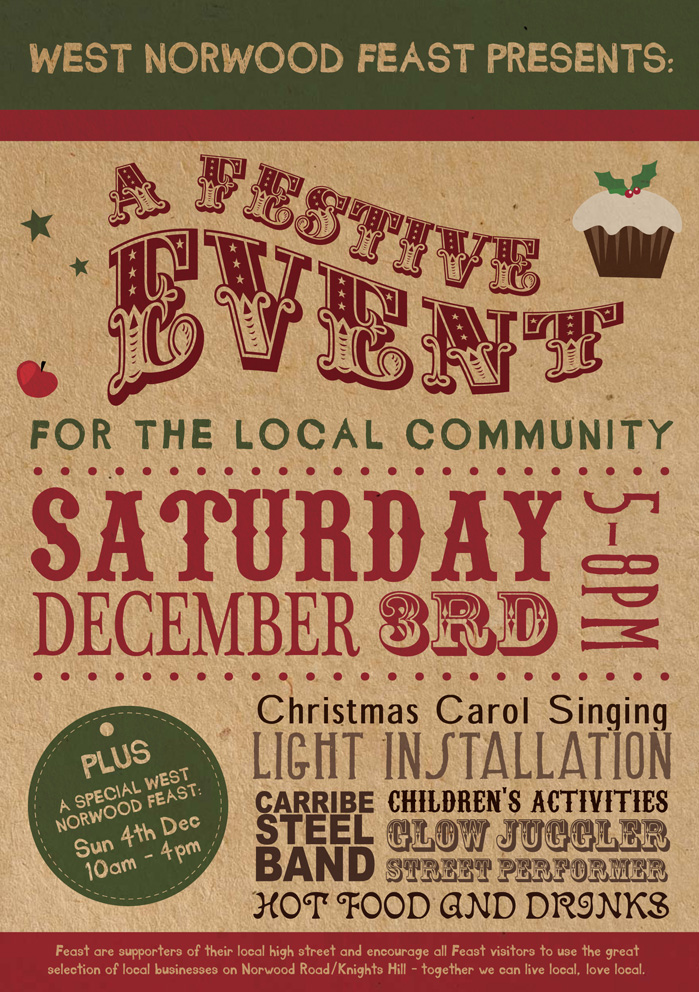 WEST NORWOOD FEAST PRESENTS:
A FESTIVE
EVENT
FOR THE LOCAL COMMUNITY
SATURDAY
DECEMBER 3RD
5-8PM
PLUS
A SPECIAL WEST
NORWOOD FEAST:
Sun 4th Dec
10am - 4pm
Christmas Carol Singing
LIGHT INSTALLATION
CARRIBE
STEEL
BAND
CHILDREN'S ACTIVITIES
GLOW JUGGLER
STREET PERFORMER
HOT FOOD AND DRINKS
Feast are supporters of their local high street and encourage all Feast visitors to use the great
selection of local businesses on Norwood Road/Knights Hill - together we can live local, love local.